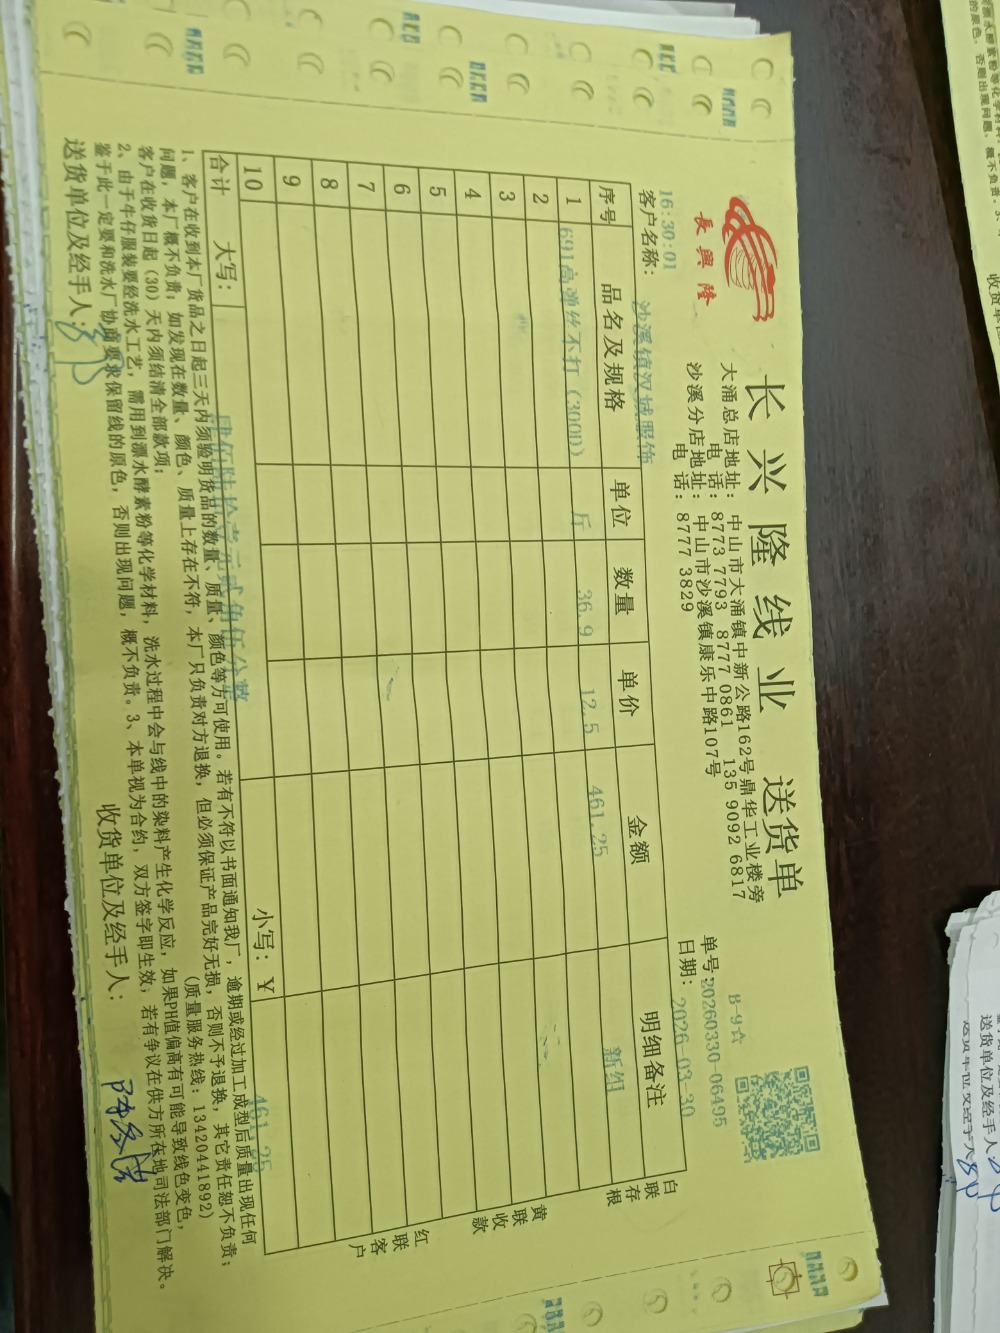 長興隆
长兴隆线业 送货单
大涌总店地址：中山市大涌镇中新公路162号鼎华工业楼旁
电 话：8773 7793 8777 0861 135 9092 6817
沙溪分店地址：中山市沙溪镇康乐中路107号
电 话：8777 3829
B-9☆
单号：20260330-06495
16:30:01
客户名称：沙溪镇汉城服饰
日期：2026-03-30
序号 品名及规格 单位 数量 单价 金额 明细备注
1 691高弹丝不打（300D） 斤 36.9 12.5 461.25 新组
2
3
4
5
6
7
8
9
10
合计 大写：肆佰陆拾壹元贰角伍分整 小写：￥461.25
白联存根
黄联收款
红联客户
1、客户在收到本厂货品之日起三天内须验明货品的数量、质量、颜色等方可使用。若有不符以书面通知我厂，逾期或经过加工成型后质量出现任何
问题，本厂概不负责；如发现在数量、颜色、质量上存在不符，本厂只负责对方退换，但必须保证产品完好无损，否则不予退换，其它责任恕不负责；
客户在收货日起（30）天内须结清全部款项； （质量服务热线：13420441892）
2、由于牛仔服装要经洗水工艺，需用到漂水酵素粉等化学材料，洗水过程中会与线中的染料产生化学反应，如果PH值偏高有可能导致线色变色，
鉴于此一定要和洗水厂协商要求保留线的原色，否则出现问题，概不负责。3、本单视为合约，双方签字即生效，若有争议在供方所在地司法部门解决。
送货单位及经手人：
收货单位及经手人：